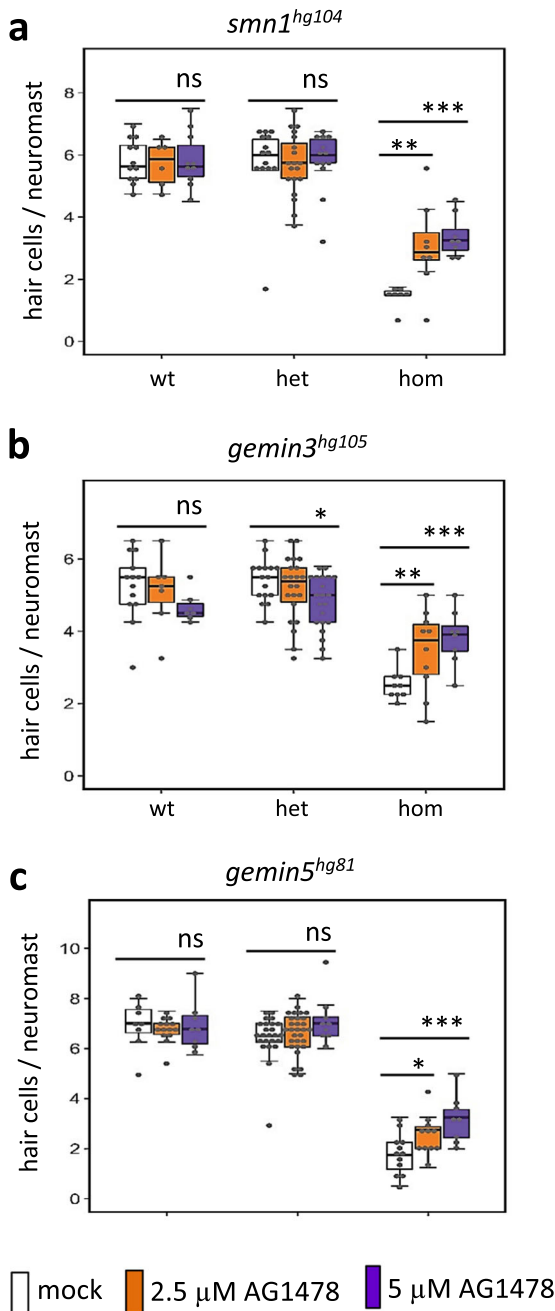 a
smn1hg104
ns
ns
***
**
hair cells / neuromast
8
6
4
2
0
wt het hom
b
gemin3hg105
ns
*
***
**
hair cells / neuromast
6
4
2
0
wt het hom
c
gemin5hg81
ns
ns
***
*
hair cells / neuromast
10
8
6
4
2
0
mock 2.5 μM AG1478 5 μM AG1478